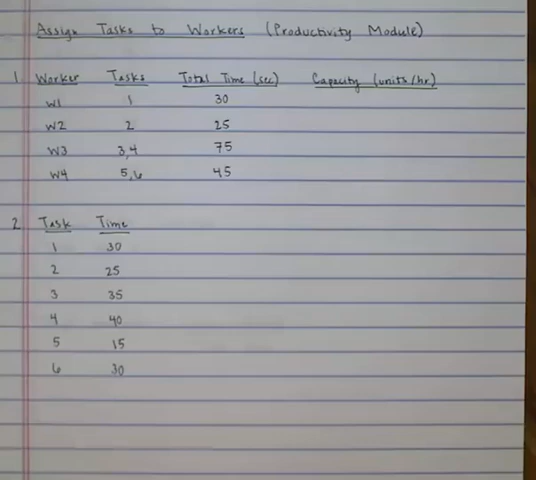 Assign Tasks to Workers (Productivity Module)
1 Worker Tasks Total Time (sec) Capacity (units/hr)
W1 1 30
W2 2 25
W3 3,4 75
W4 5,6 45
2 Task Time
1 30
2 25
3 35
4 40
5 15
6 30